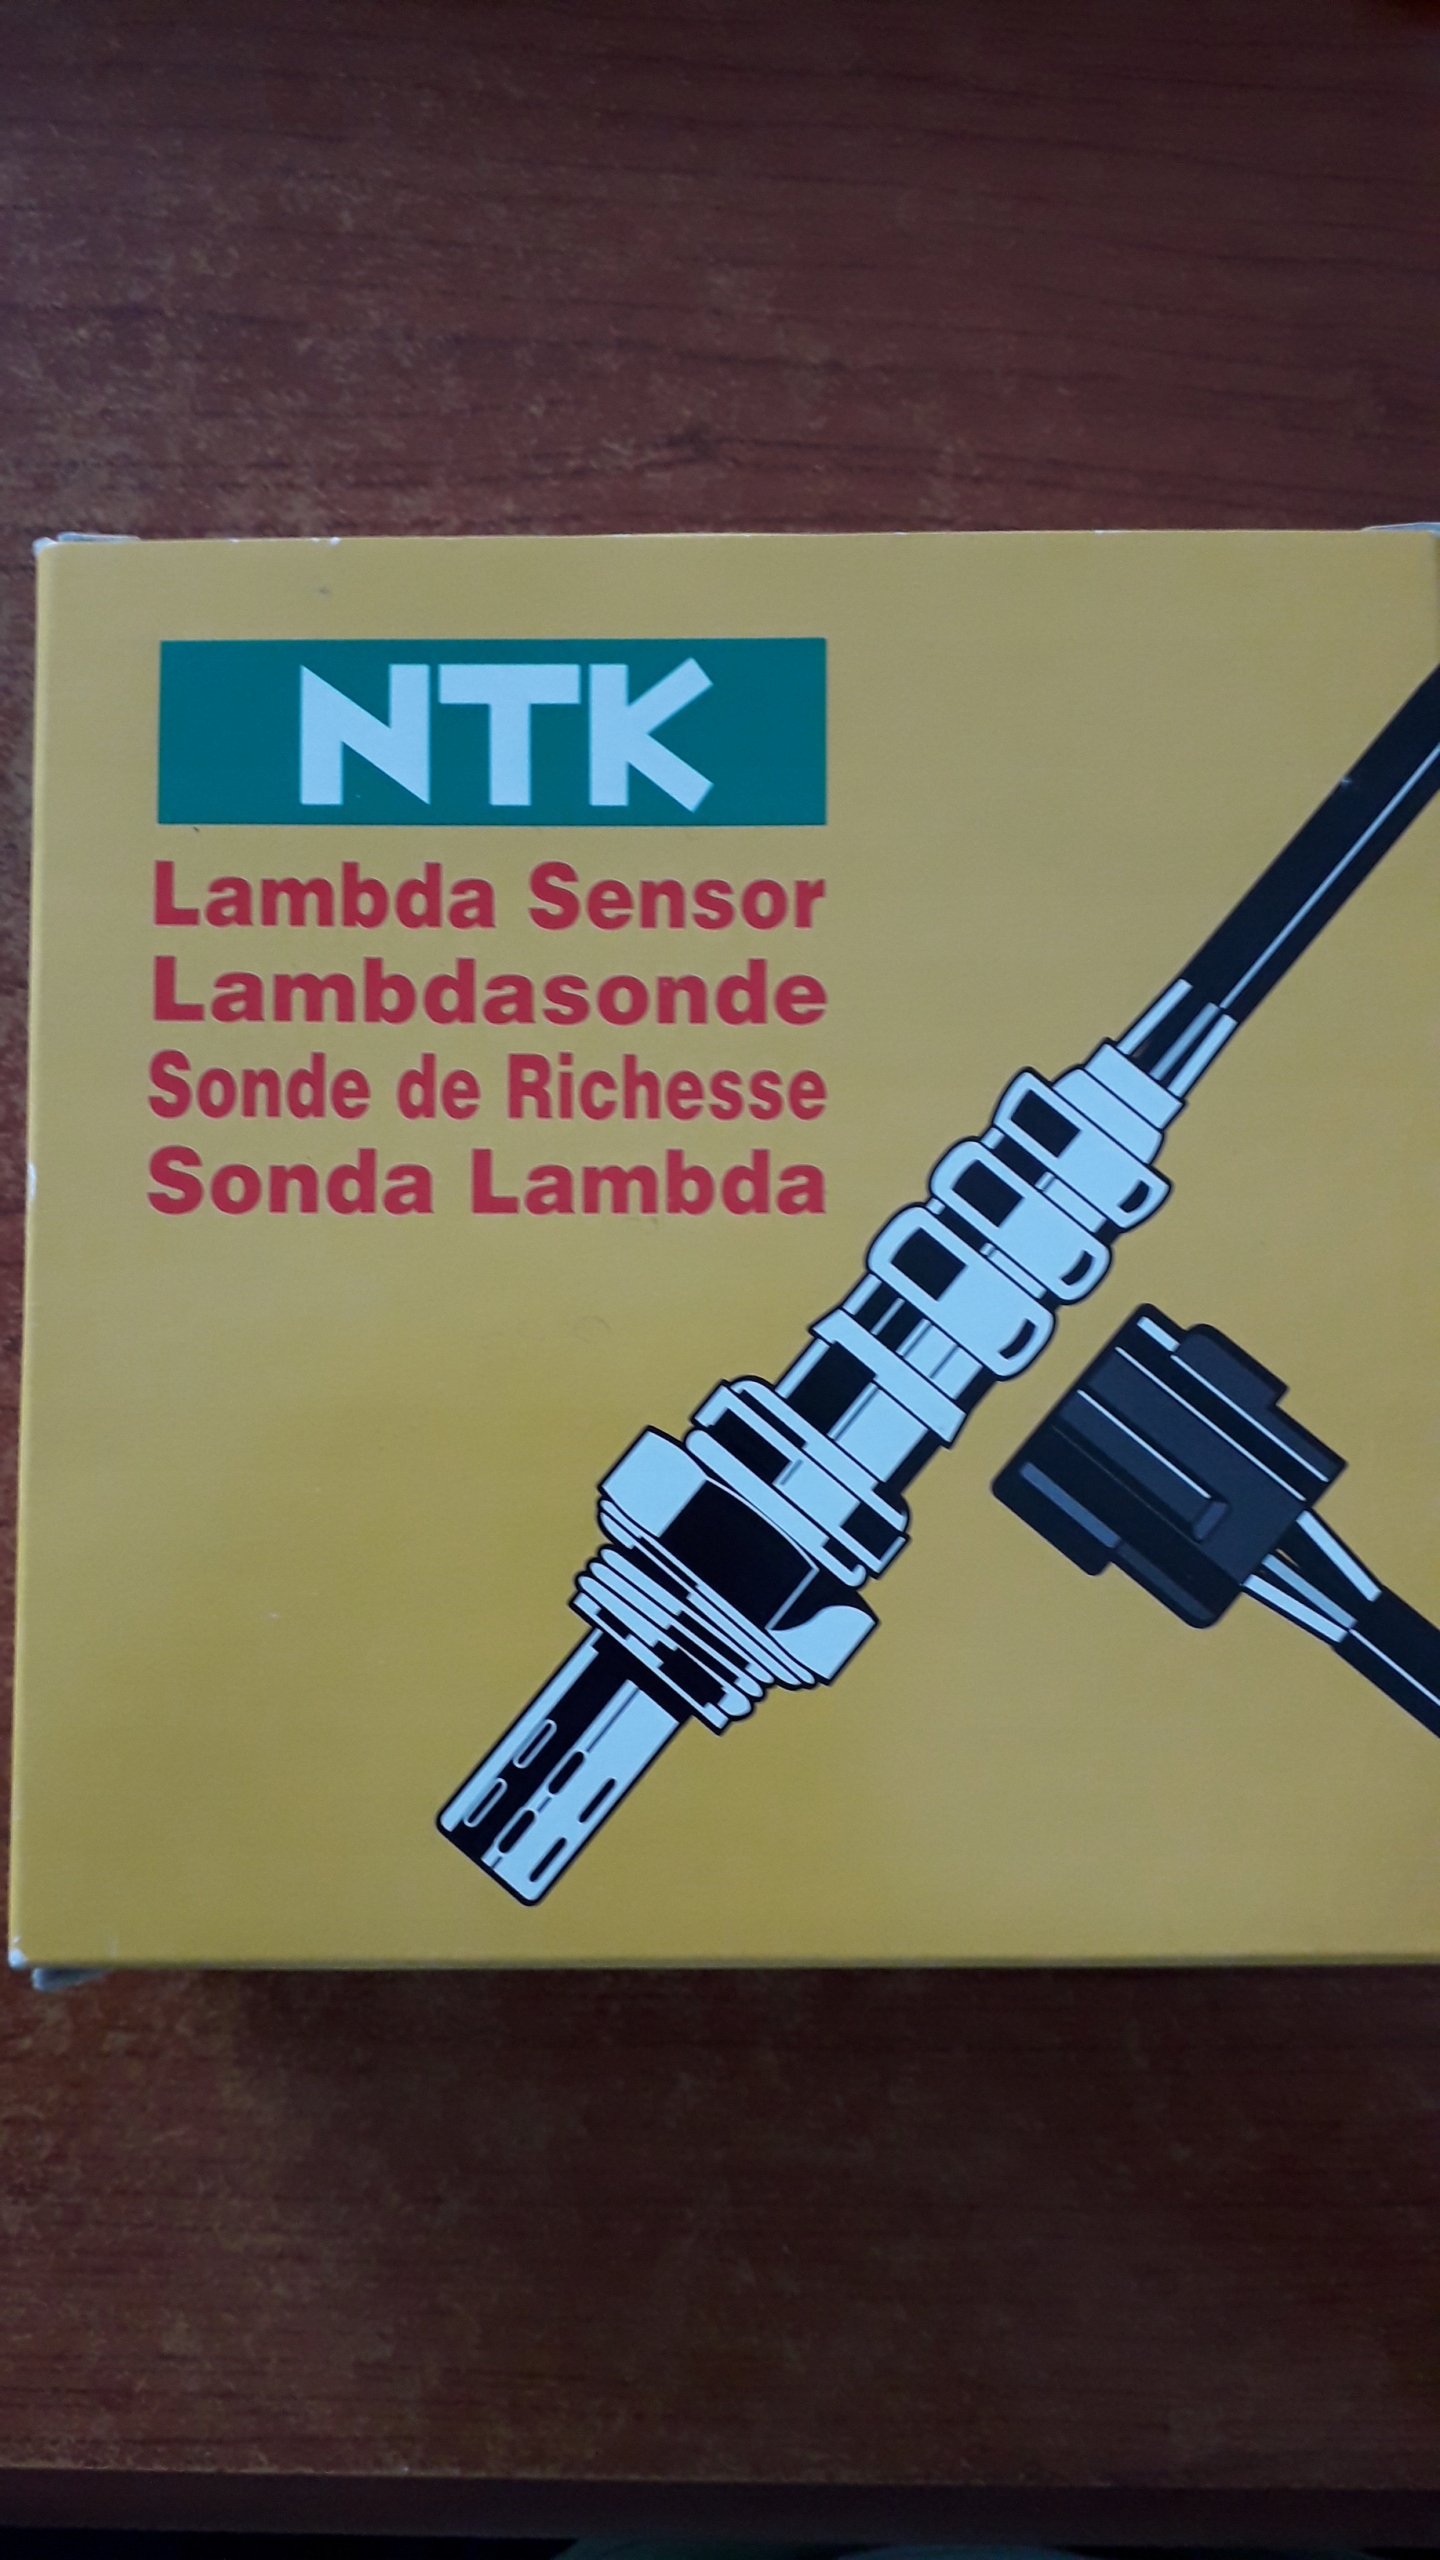 NTK
Lambda Sensor
Lambdasonde
Sonde de Richesse
Sonda Lambda